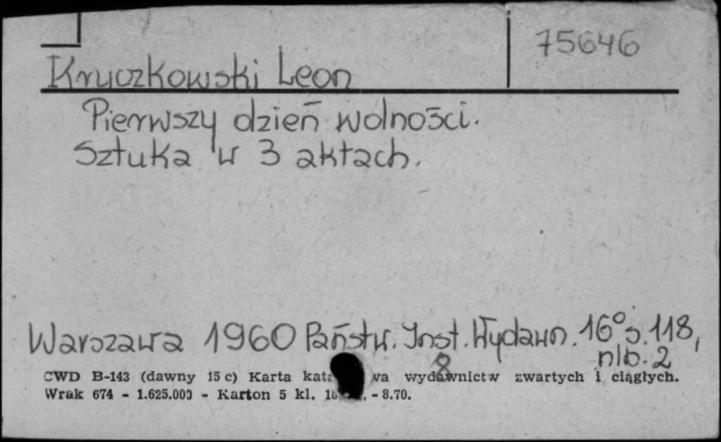 75646
Kruczkowski Leon
Pierwszy dzień wolności.
Sztuka w 3 aktach.
Warszawa 1960 Państw. Inst. Wydawn. 16° s. 118,
nlb. 2
8
CWD B-143 (dawny 15 c) Karta wydawnictw zwartych i ciągłych.
Wrak 674 - 1.625.000 - Karton 5 kl. - 8.70.